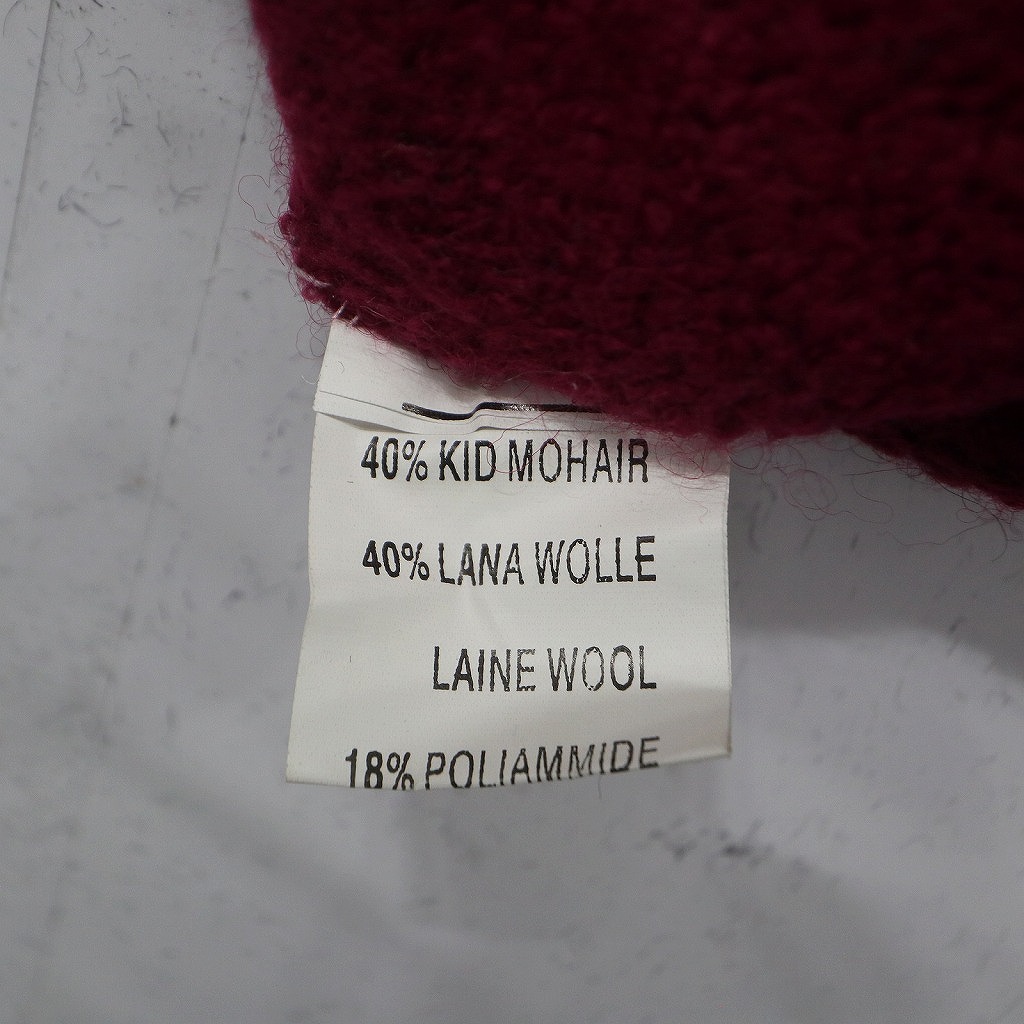 40% KID MOHAIR
40% LANA WOLLE
LAINE WOOL
18% POLIAMMIDE